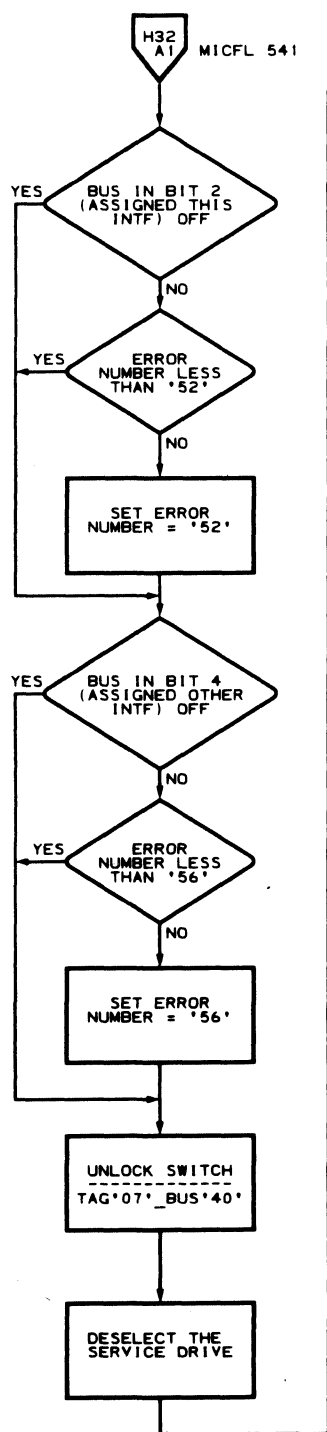 H32
A1
MICFL 541
YES
BUS IN BIT 2
(ASSIGNED THIS
INTF) OFF
NO
YES
ERROR
NUMBER LESS
THAN '52'
NO
SET ERROR
NUMBER = '52'
YES
BUS IN BIT 4
(ASSIGNED OTHER
INTF) OFF
NO
YES
ERROR
NUMBER LESS
THAN '56'
NO
SET ERROR
NUMBER = '56'
UNLOCK SWITCH
--------------
TAG'07'_BUS'40'
DESELECT THE
SERVICE DRIVE